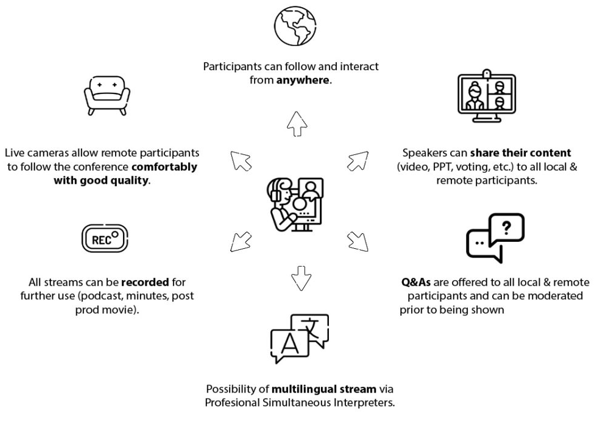 Participants can follow and interact
from anywhere.
Live cameras allow remote participants
to follow the conference comfortably
with good quality.
Speakers can share their content
(video, PPT, voting, etc.) to all local &
remote participants.
REC
All streams can be recorded for
further use (podcast, minutes, post
prod movie).
?
Q&As are offered to all local & remote
participants and can be moderated
prior to being shown
A 文
Possibility of multilingual stream via
Profesional Simultaneous Interpreters.